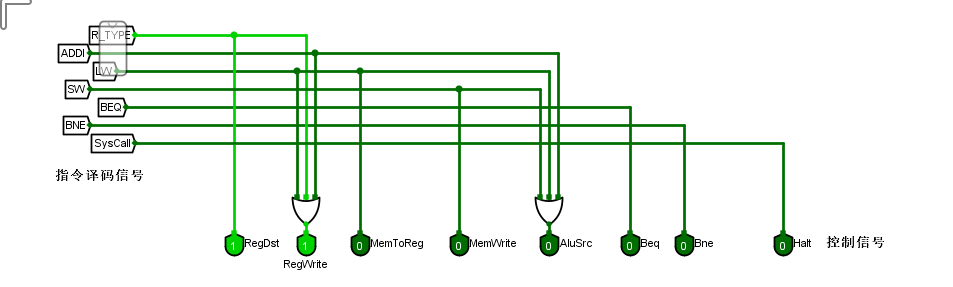 R_TYPE
ADDI
LW
SW
BEQ
BNE
SysCall
指令译码信号
1 RegDst
1
RegWrite
0 MemToReg
0 MemWrite
0 AluSrc
0 Beq
0 Bne
0 Halt
控制信号